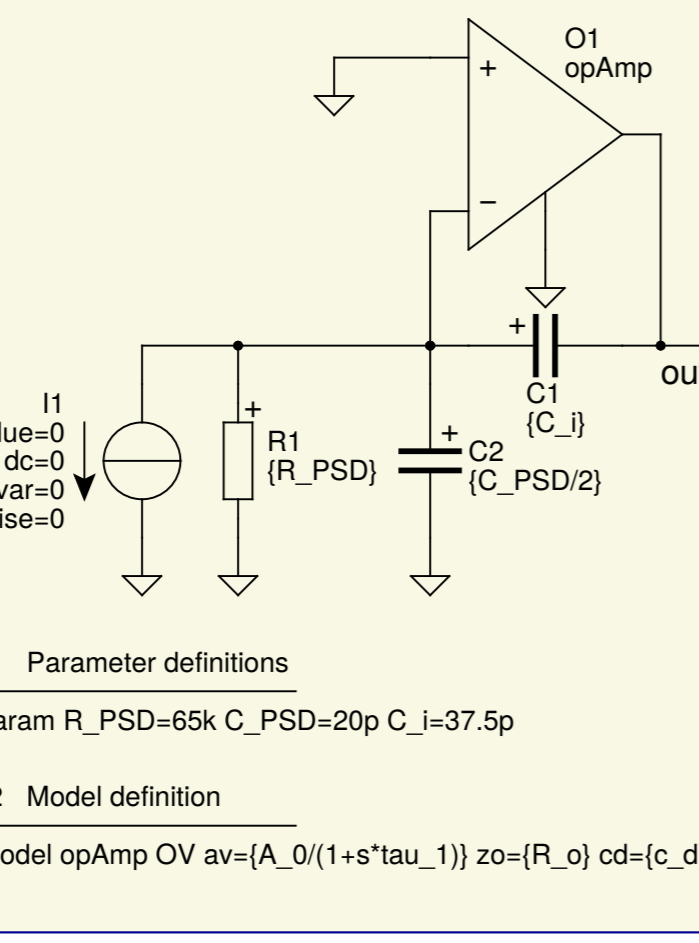 O1
opAmp
+
−
+
C1
{C_i}
ou
I1
lue=0
dc=0
var=0
ise=0
+
R1
{R_PSD}
+
C2
{C_PSD/2}
Parameter definitions
aram R_PSD=65k C_PSD=20p C_i=37.5p
2 Model definition
odel opAmp OV av={A_0/(1+s*tau_1)} zo={R_o} cd={c_d